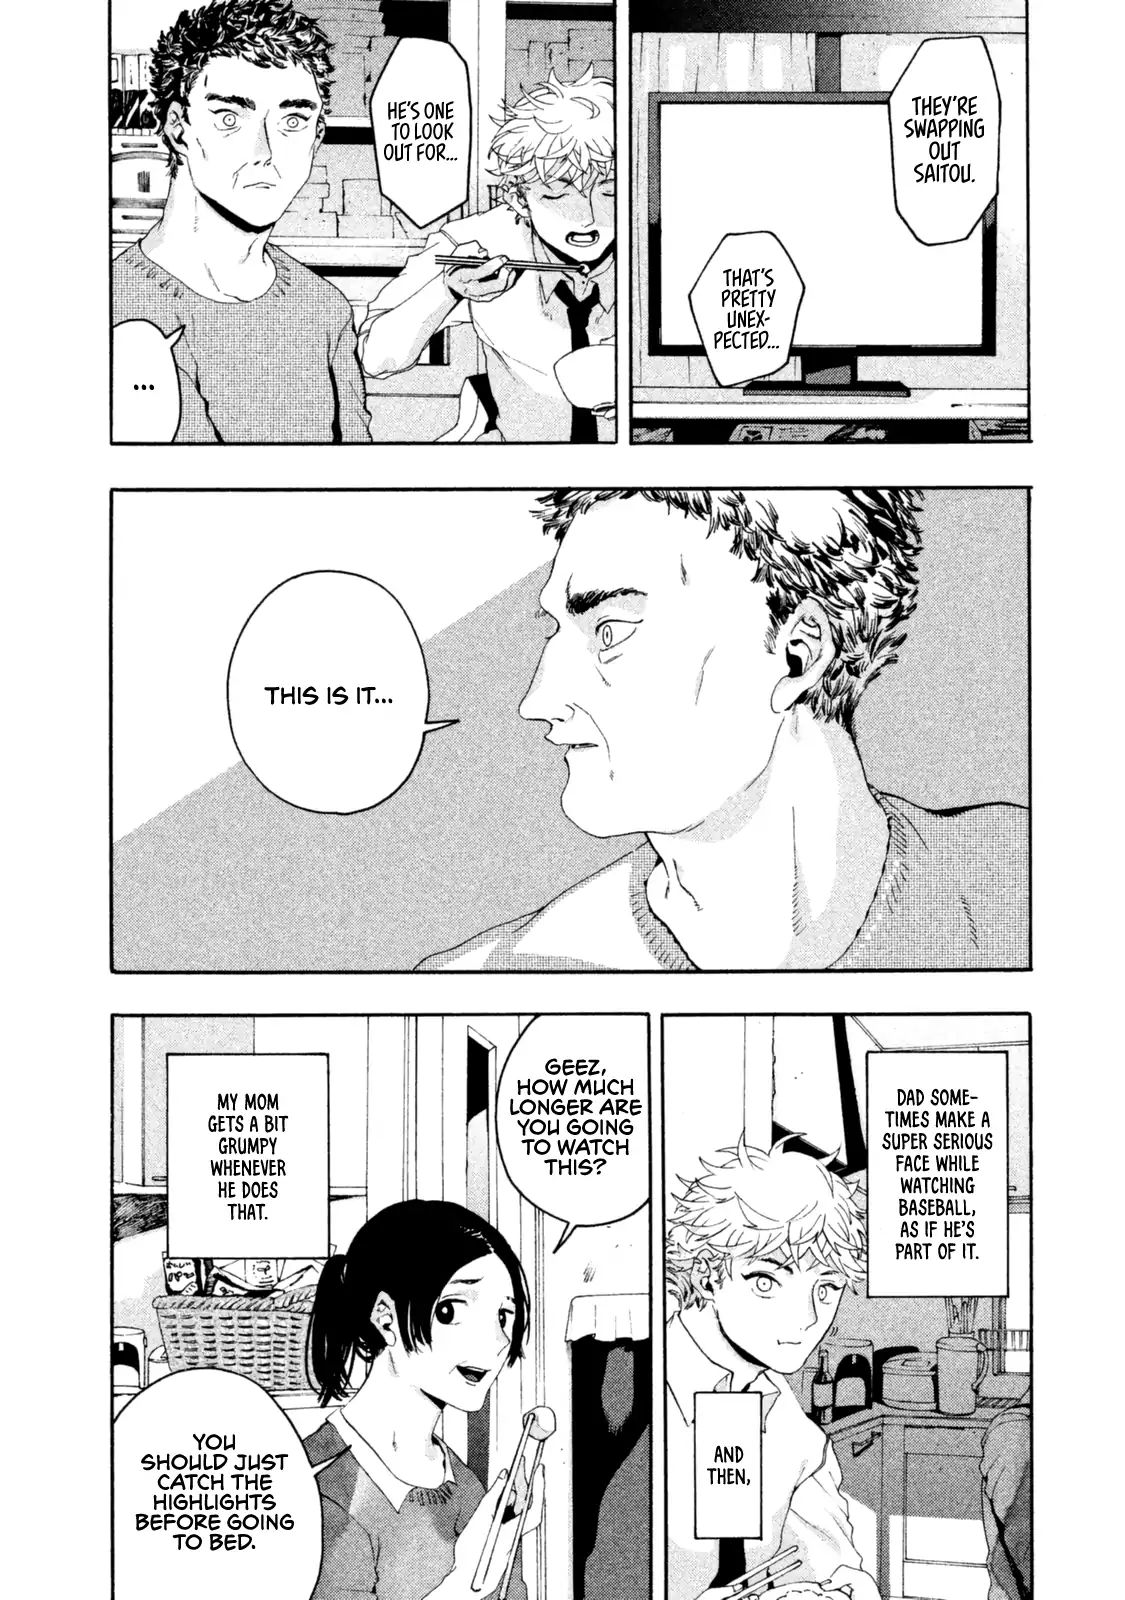 THEY'RE
SWAPPING
OUT
SAITOU.
THAT'S
PRETTY
UNEX-
PECTED...
HE'S ONE
TO LOOK
OUT FOR...
...
THIS IS IT...
DAD SOME-
TIMES MAKE A
SUPER SERIOUS
FACE WHILE
WATCHING
BASEBALL,
AS IF HE'S
PART OF IT.
AND
THEN,
GEEZ,
HOW MUCH
LONGER ARE
YOU GOING
TO WATCH
THIS?
MY MOM
GETS A BIT
GRUMPY
WHENEVER
HE DOES
THAT.
YOU
SHOULD JUST
CATCH THE
HIGHLIGHTS
BEFORE GOING
TO BED.